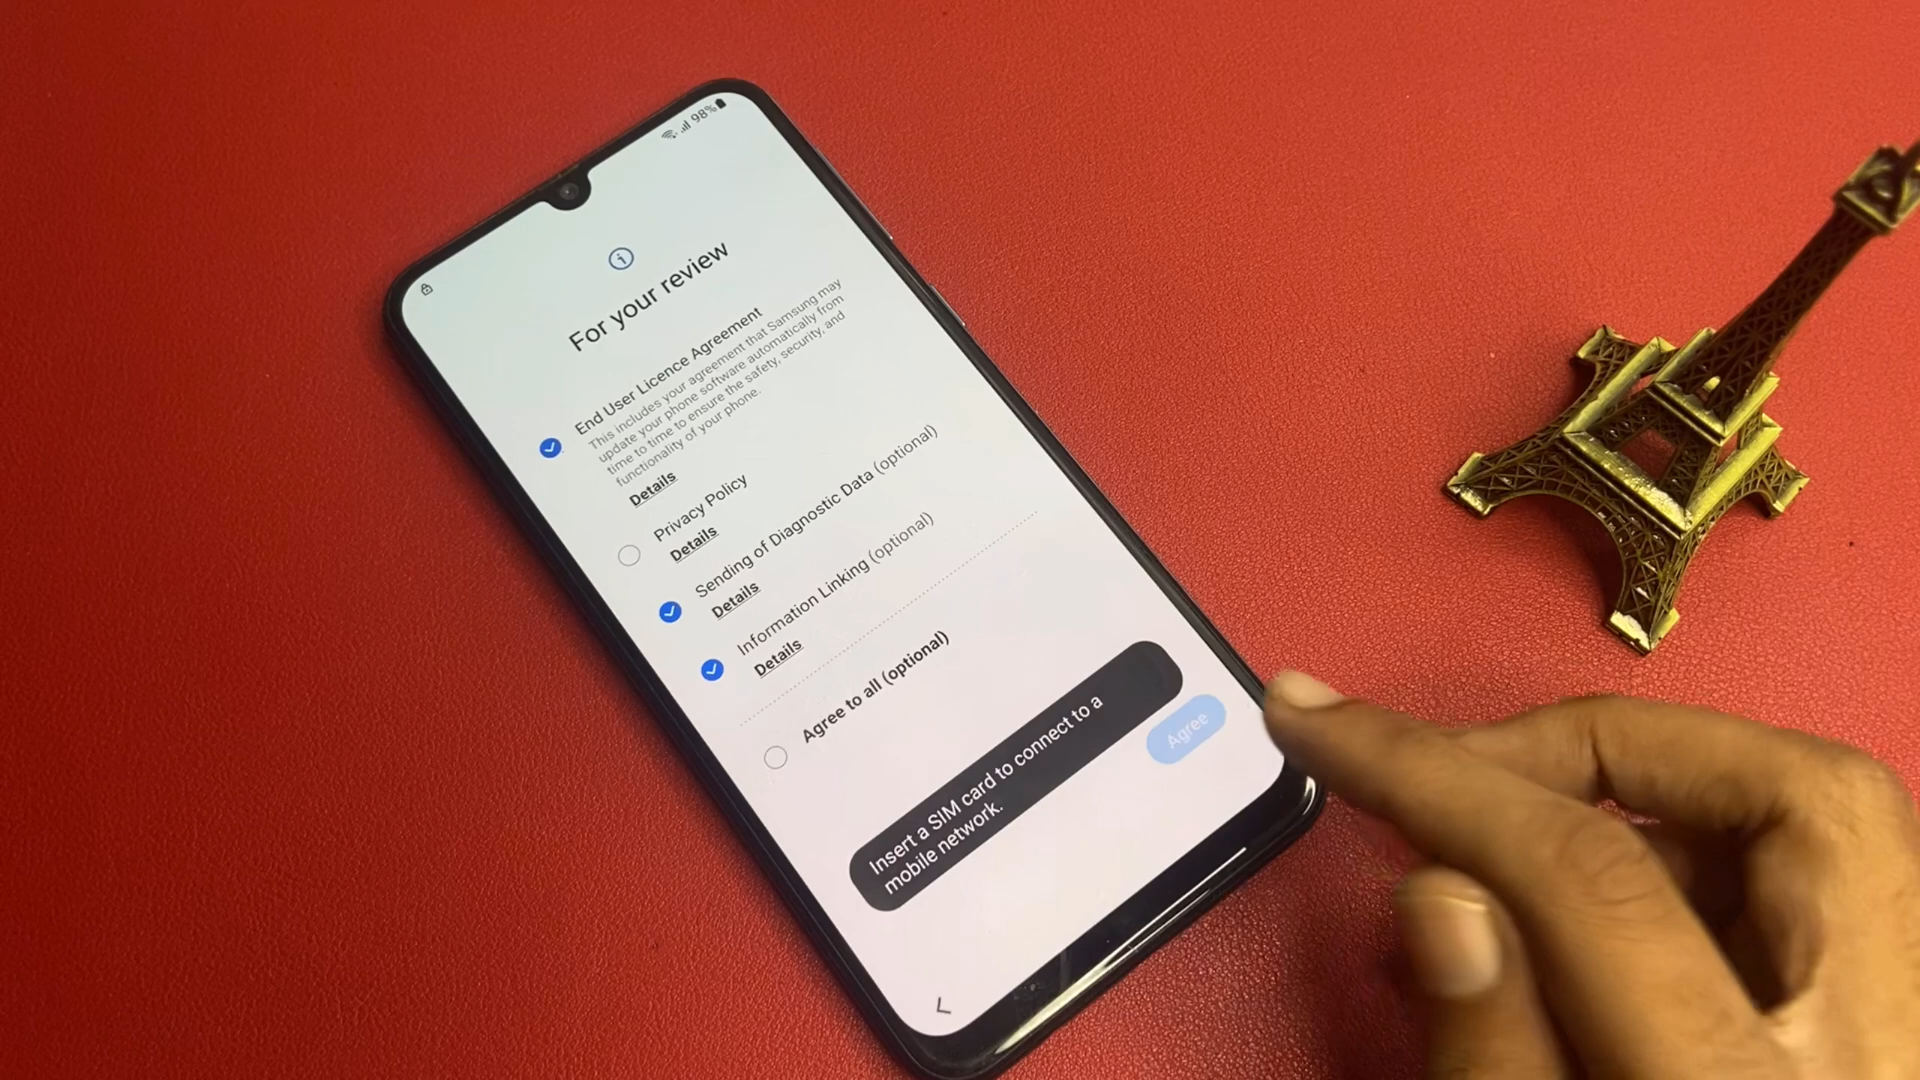 98%
For your review
End User Licence Agreement
This includes your agreement that Samsung may
update your phone software automatically from
time to time to ensure the safety, security, and
functionality of your phone.
Details
Privacy Policy
Details
Sending of Diagnostic Data (optional)
Details
Information Linking (optional)
Details
Agree to all (optional)
Insert a SIM card to connect to a
mobile network.
Agree